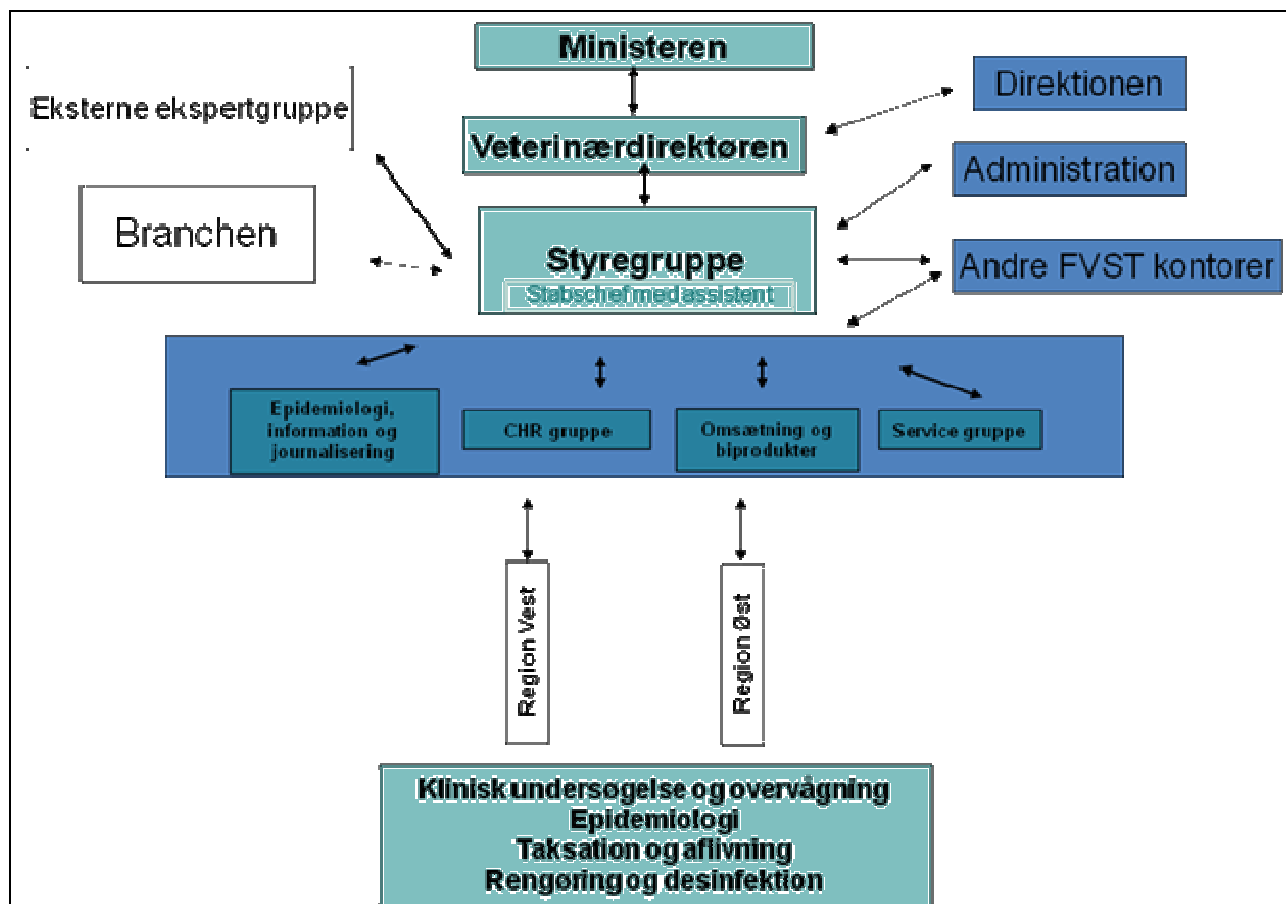 Ministeren
Eksterne ekspertgruppe
Direktionen
Veterinærdirektøren
Administration
Branchen
Styregruppe
Stabschef med assistent
Andre FVST kontorer
Epidemiologi,
information og
journalisering
CHR gruppe
Omsætning og
biprodukter
Service gruppe
Region Vest
Region Øst
Klinisk undersøgelse og overvågning
Epidemiologi
Taksation og aflivning
Rengøring og desinfektion